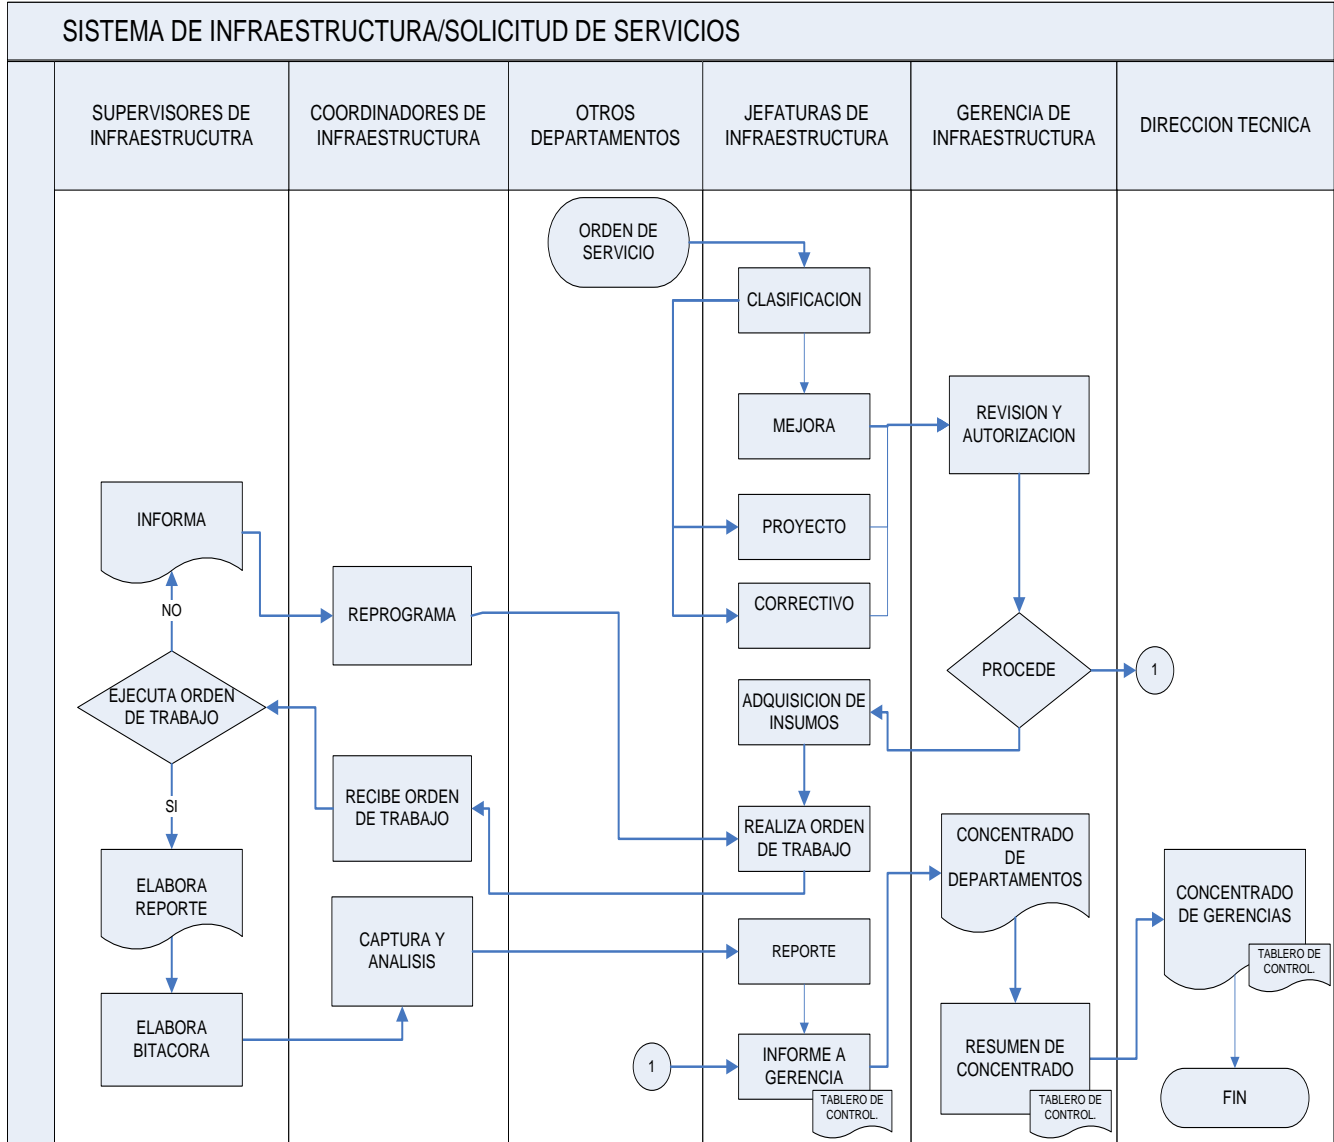 SISTEMA DE INFRAESTRUCTURA/SOLICITUD DE SERVICIOS
SUPERVISORES DE
INFRAESTRUCUTRA
COORDINADORES DE
INFRAESTRUCTURA
OTROS
DEPARTAMENTOS
JEFATURAS DE
INFRAESTRUCTURA
GERENCIA DE
INFRAESTRUCTURA
DIRECCION TECNICA
ORDEN DE
SERVICIO
CLASIFICACION
MEJORA
REVISION Y
AUTORIZACION
INFORMA
PROYECTO
NO
REPROGRAMA
CORRECTIVO
PROCEDE
1
EJECUTA ORDEN
DE TRABAJO
ADQUISICION DE
INSUMOS
SI
RECIBE ORDEN
DE TRABAJO
REALIZA ORDEN
DE TRABAJO
CONCENTRADO
DE
DEPARTAMENTOS
ELABORA
REPORTE
CONCENTRADO
DE GERENCIAS
TABLERO DE
CONTROL.
CAPTURA Y
ANALISIS
REPORTE
ELABORA
BITACORA
1
INFORME A
GERENCIA
TABLERO DE
CONTROL.
RESUMEN DE
CONCENTRADO
TABLERO DE
CONTROL.
FIN